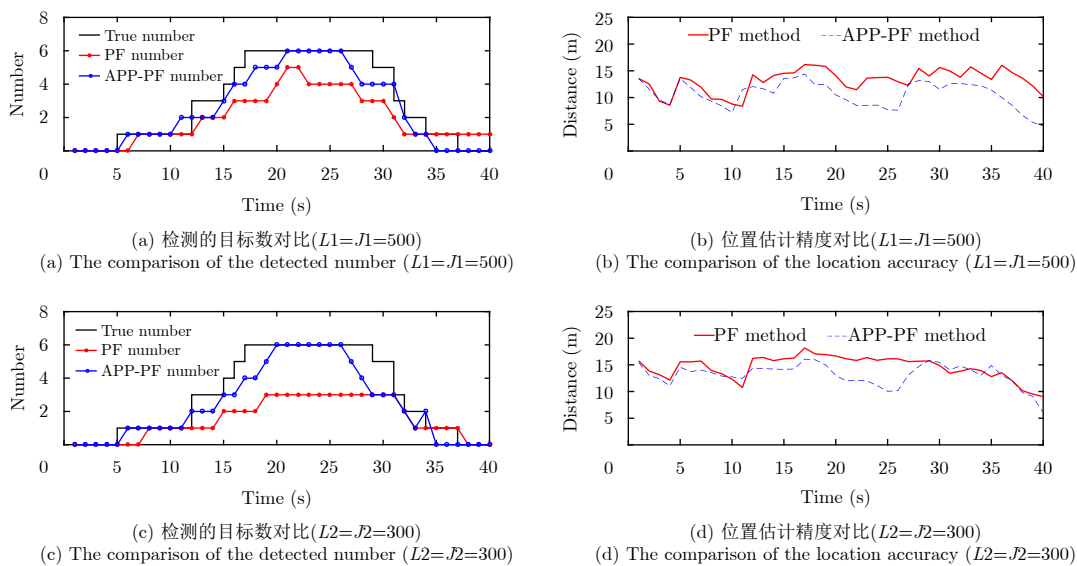 8
6
4
2
0
Number
True number
PF number
APP-PF number
5 10 15 20 25 30 35 40
Time (s)
(a) 检测的目标数对比(L1=J1=500)
(a) The comparison of the detected number (L1=J1=500)
25
20
15
10
5
0
Distance (m)
PF method
APP-PF method
5 10 15 20 25 30 35 40
Time (s)
(b) 位置估计精度对比(L1=J1=500)
(b) The comparison of the location accuracy (L1=J1=500)
8
6
4
2
0
Number
True number
PF number
APP-PF number
5 10 15 20 25 30 35 40
Time (s)
(c) 检测的目标数对比(L2=J2=300)
(c) The comparison of the detected number (L2=J2=300)
25
20
15
10
5
0
Distance (m)
PF method
APP-PF method
5 10 15 20 25 30 35 40
Time (s)
(d) 位置估计精度对比(L2=J2=300)
(d) The comparison of the location accuracy (L2=J2=300)